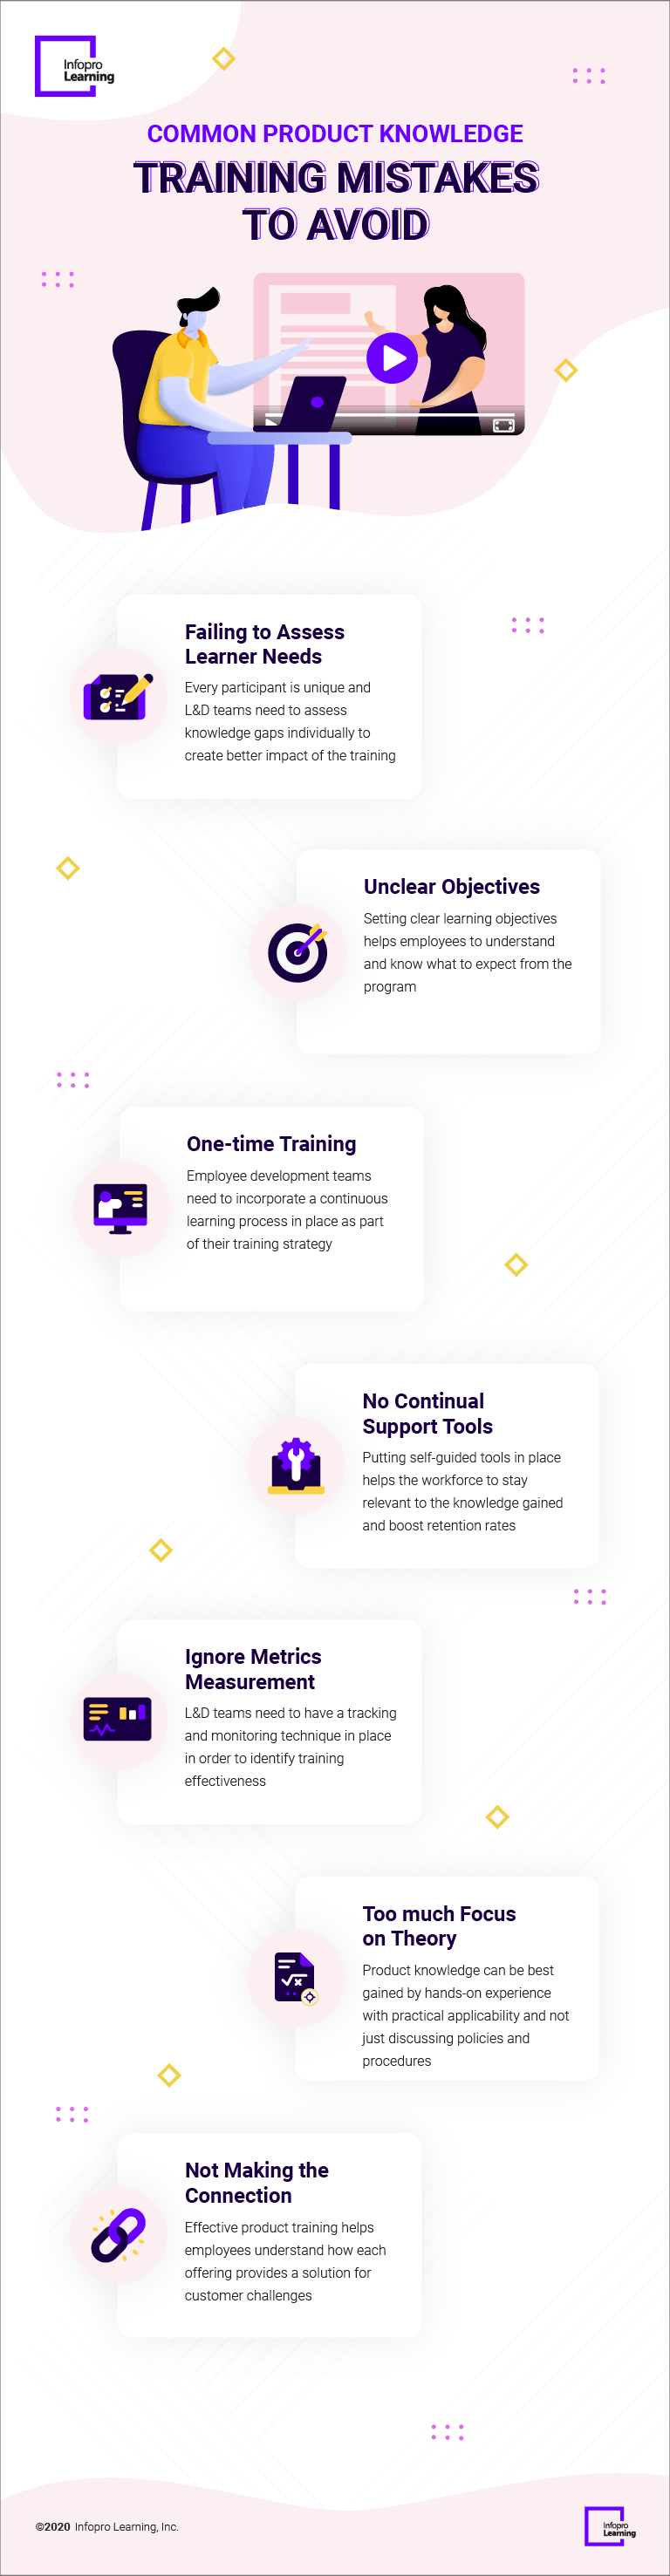 Infopro
Learning
COMMON PRODUCT KNOWLEDGE
TRAINING MISTAKES
TO AVOID
Failing to Assess
Learner Needs
Every participant is unique and
L&D teams need to assess
knowledge gaps individually to
create better impact of the training
Unclear Objectives
Setting clear learning objectives
helps employees to understand
and know what to expect from the
program
One-time Training
Employee development teams
need to incorporate a continuous
learning process in place as part
of their training strategy
No Continual
Support Tools
Putting self-guided tools in place
helps the workforce to stay
relevant to the knowledge gained
and boost retention rates
Ignore Metrics
Measurement
L&D teams need to have a tracking
and monitoring technique in place
in order to identify training
effectiveness
Too much Focus
on Theory
Product knowledge can be best
gained by hands-on experience
with practical applicability and not
just discussing policies and
procedures
Not Making the
Connection
Effective product training helps
employees understand how each
offering provides a solution for
customer challenges
©2020 Infopro Learning, Inc.
Infopro
Learning